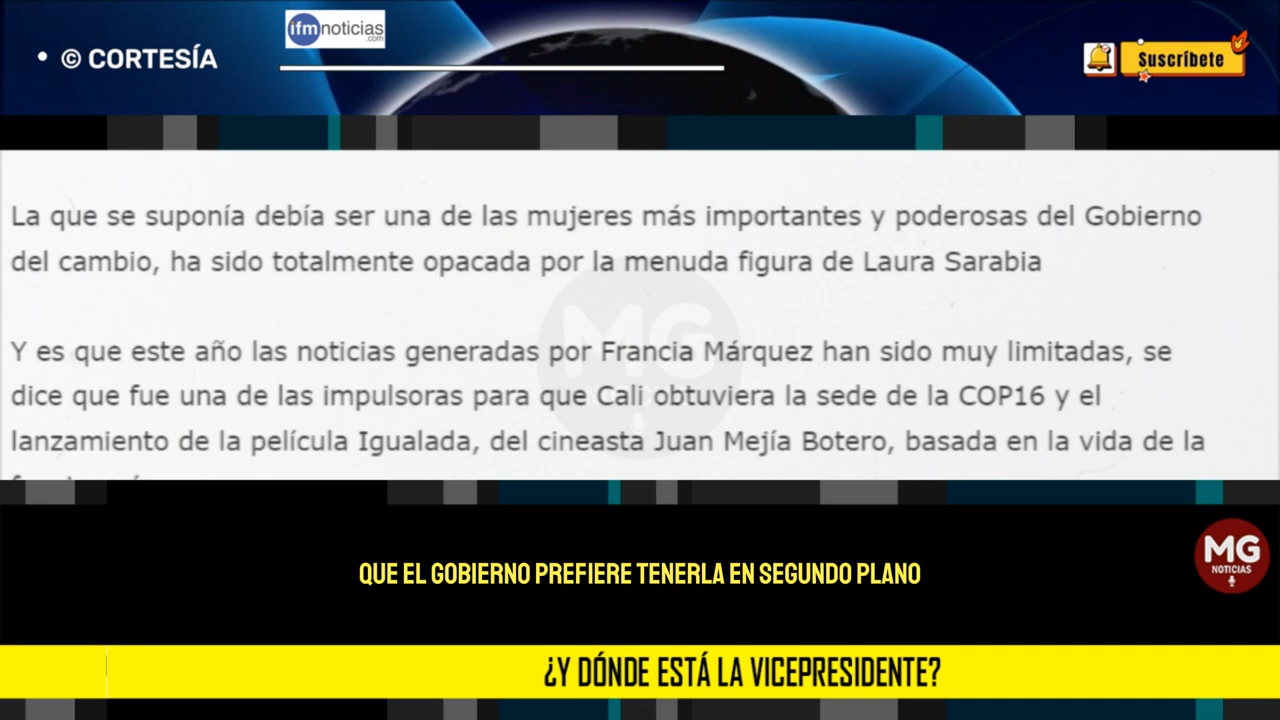 • © CORTESÍA
ifmnoticias
.com
Suscríbete
La que se suponía debía ser una de las mujeres más importantes y poderosas del Gobierno
del cambio, ha sido totalmente opacada por la menuda figura de Laura Sarabia
Y es que este año las noticias generadas por Francia Márquez han sido muy limitadas, se
dice que fue una de las impulsoras para que Cali obtuviera la sede de la COP16 y el
lanzamiento de la película Igualada, del cineasta Juan Mejía Botero, basada en la vida de la
MG
QUE EL GOBIERNO PREFIERE TENERLA EN SEGUNDO PLANO
MG
NOTICIAS
¿Y DÓNDE ESTÁ LA VICEPRESIDENTE?